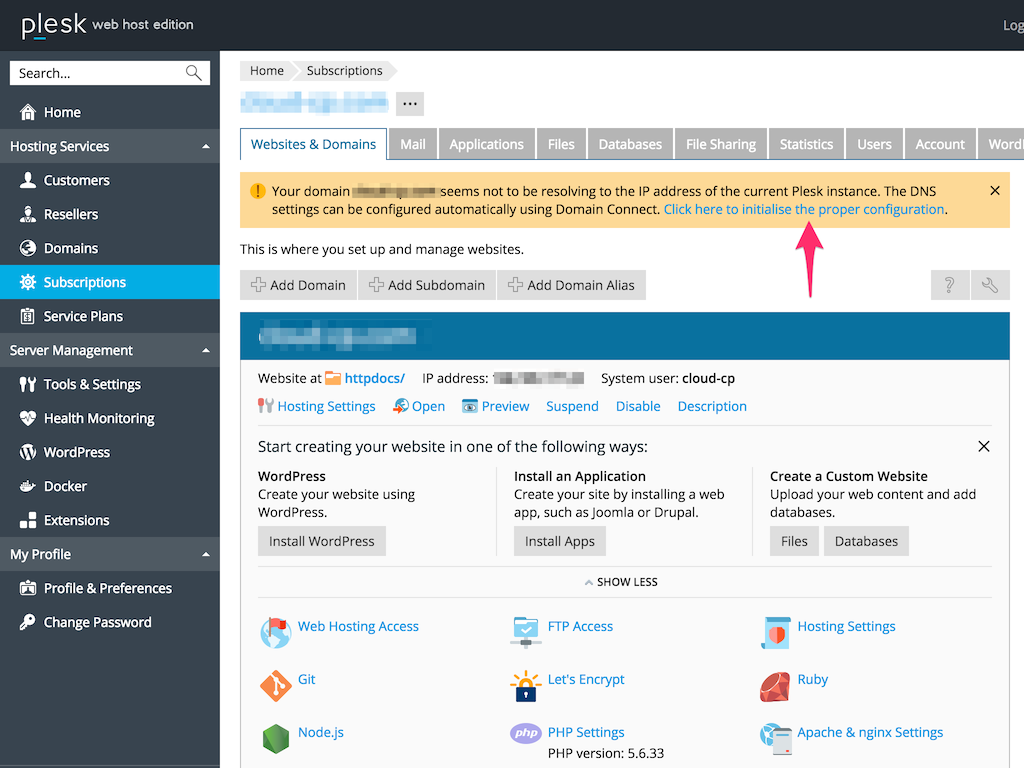 plesk web host edition
Log
Search...
Home
Hosting Services
Customers
Resellers
Domains
Subscriptions
Service Plans
Server Management
Tools & Settings
Health Monitoring
WordPress
Docker
Extensions
My Profile
Profile & Preferences
Change Password
Home Subscriptions
...
Websites & Domains Mail Applications Files Databases File Sharing Statistics Users Account Word
Your domain seems not to be resolving to the IP address of the current Plesk instance. The DNS
settings can be configured automatically using Domain Connect. Click here to initialise the proper configuration.
This is where you set up and manage websites.
Add Domain Add Subdomain Add Domain Alias
?
Website at httpdocs/ IP address: System user: cloud-cp
Hosting Settings Open Preview Suspend Disable Description
Start creating your website in one of the following ways:
WordPress
Create your website using
WordPress.
Install WordPress
Install an Application
Create your site by installing a web
app, such as Joomla or Drupal.
Install Apps
Create a Custom Website
Upload your web content and add
databases.
Files Databases
SHOW LESS
Web Hosting Access FTP Access Hosting Settings
Git Let's Encrypt Ruby
Node.js php PHP Settings Apache & nginx Settings
PHP version: 5.6.33